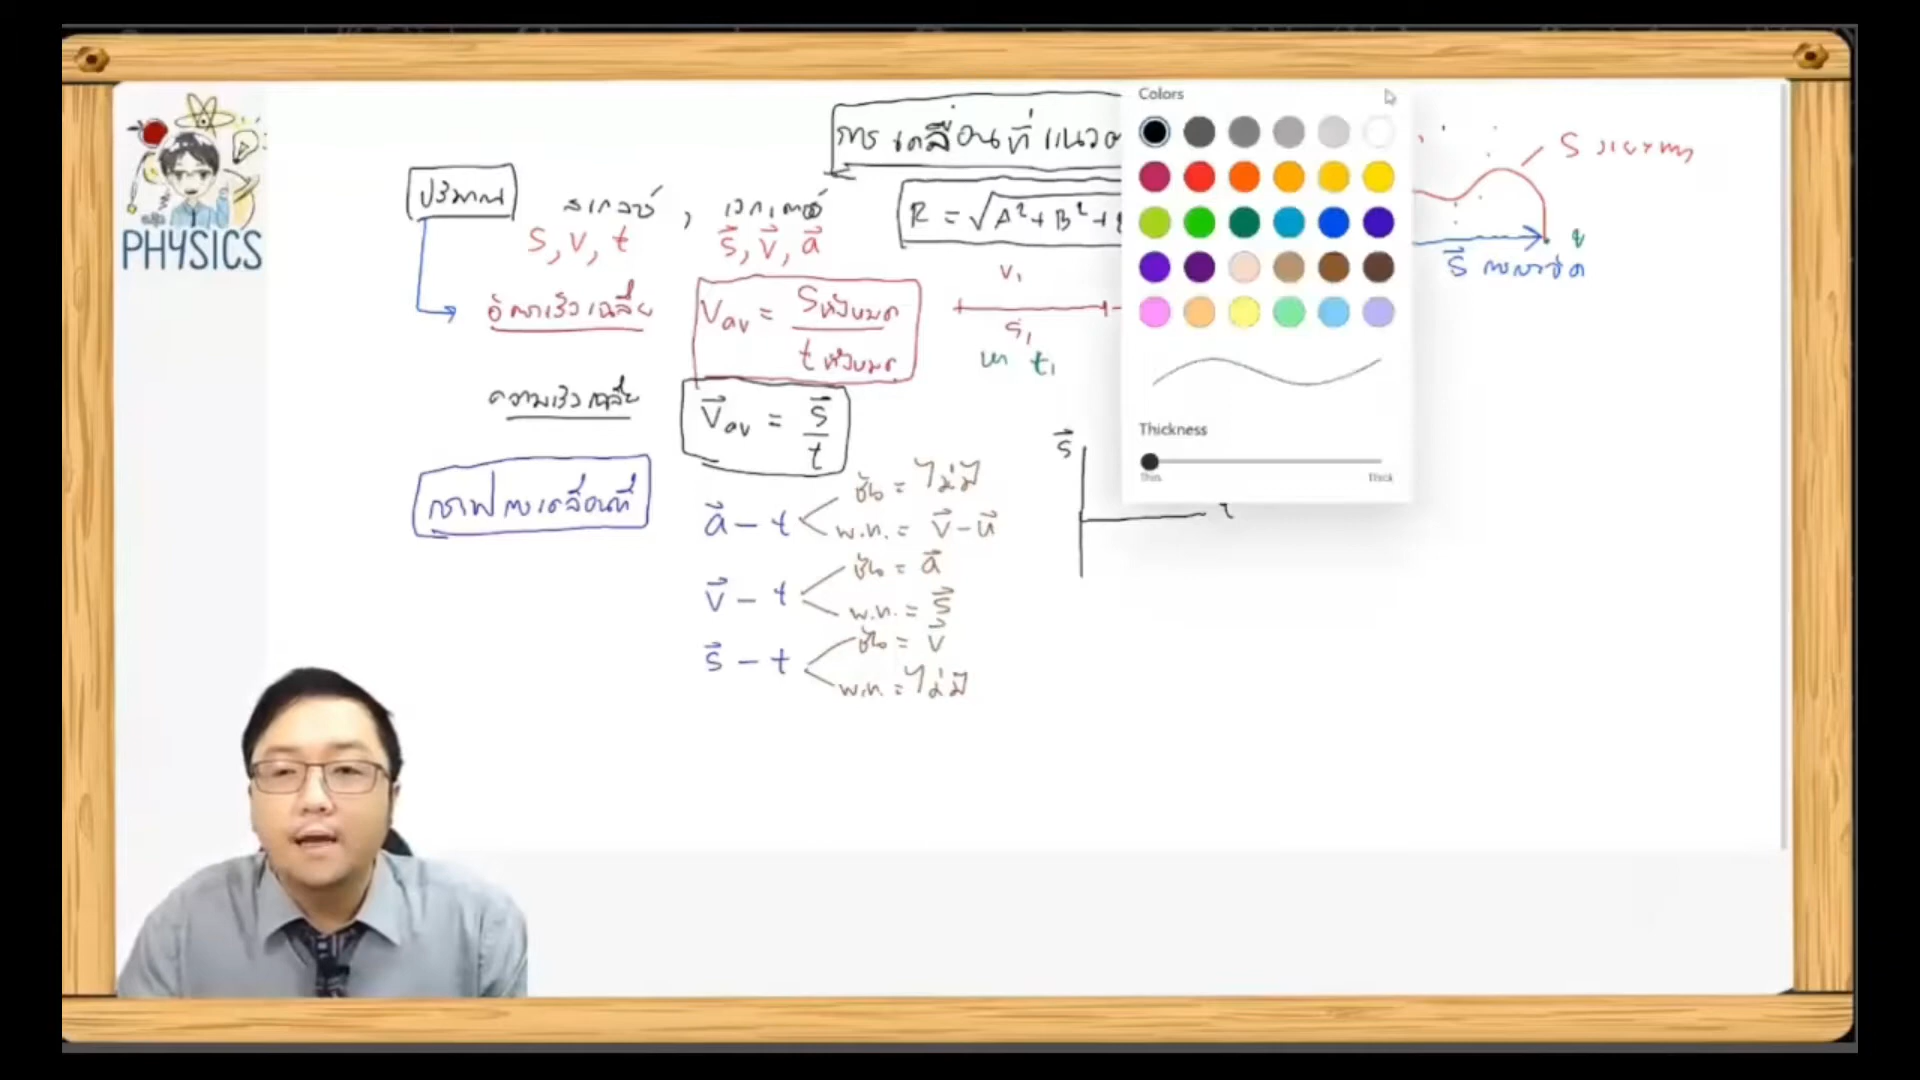 การเคลื่อนที่แนวต
PHYSICS
ปริมาณ
สเกลาร์ , เวกเตอร์
S, V, t
s⃗, v⃗, a⃗
R = √A² + B² +
S ระยะทาง
s⃗ การกระจัด
อัตราเร็วเฉลี่ย
Vav = Sทั้งหมด / tทั้งหมด
V₁
S₁
t₁
ความเร็วเฉลี่ย
V⃗av = s⃗ / t
กราฟการเคลื่อนที่
a⃗ – t
ชัน = ไม่มี
พ.ท. = v⃗ – u⃗
v⃗ – t
ชัน = a⃗
พ.ท. = s⃗
s⃗ – t
ชัน = v⃗
พ.ท. = ไม่มี
s⃗
t
Colors
Thickness
Thin
Thick